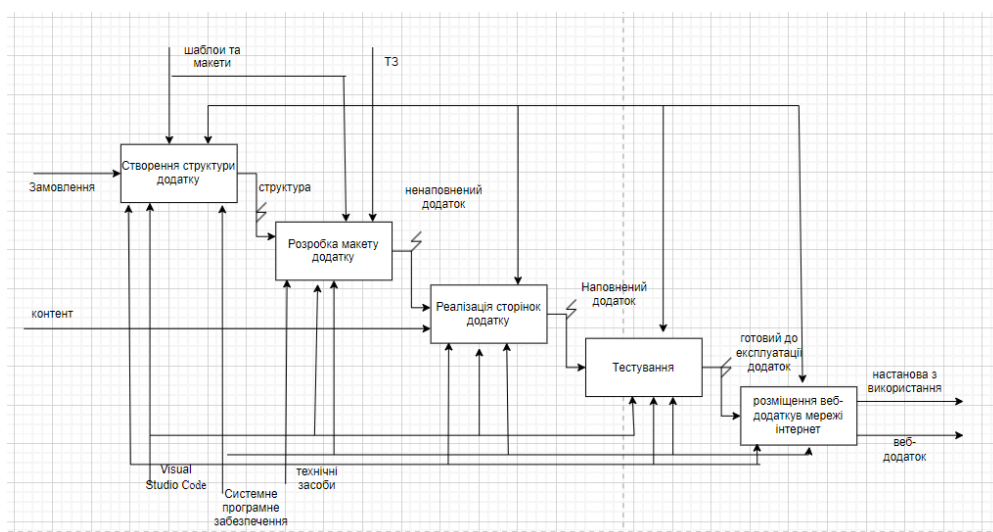 шаблои та
макети
ТЗ
Створення структури
додатку
Замовлення
структура
ненаповнений
додаток
Розробка макету
додатку
Наповнений
додаток
Реалізація сторінок
додатку
контент
готовий до
експлуатації
додаток
Тестування
настанова з
використання
розміщення веб-
додаткув мережі
інтернет
веб-
додаток
Visual
Studio Code
технічні
засоби
Системне
програмне
забезпечення